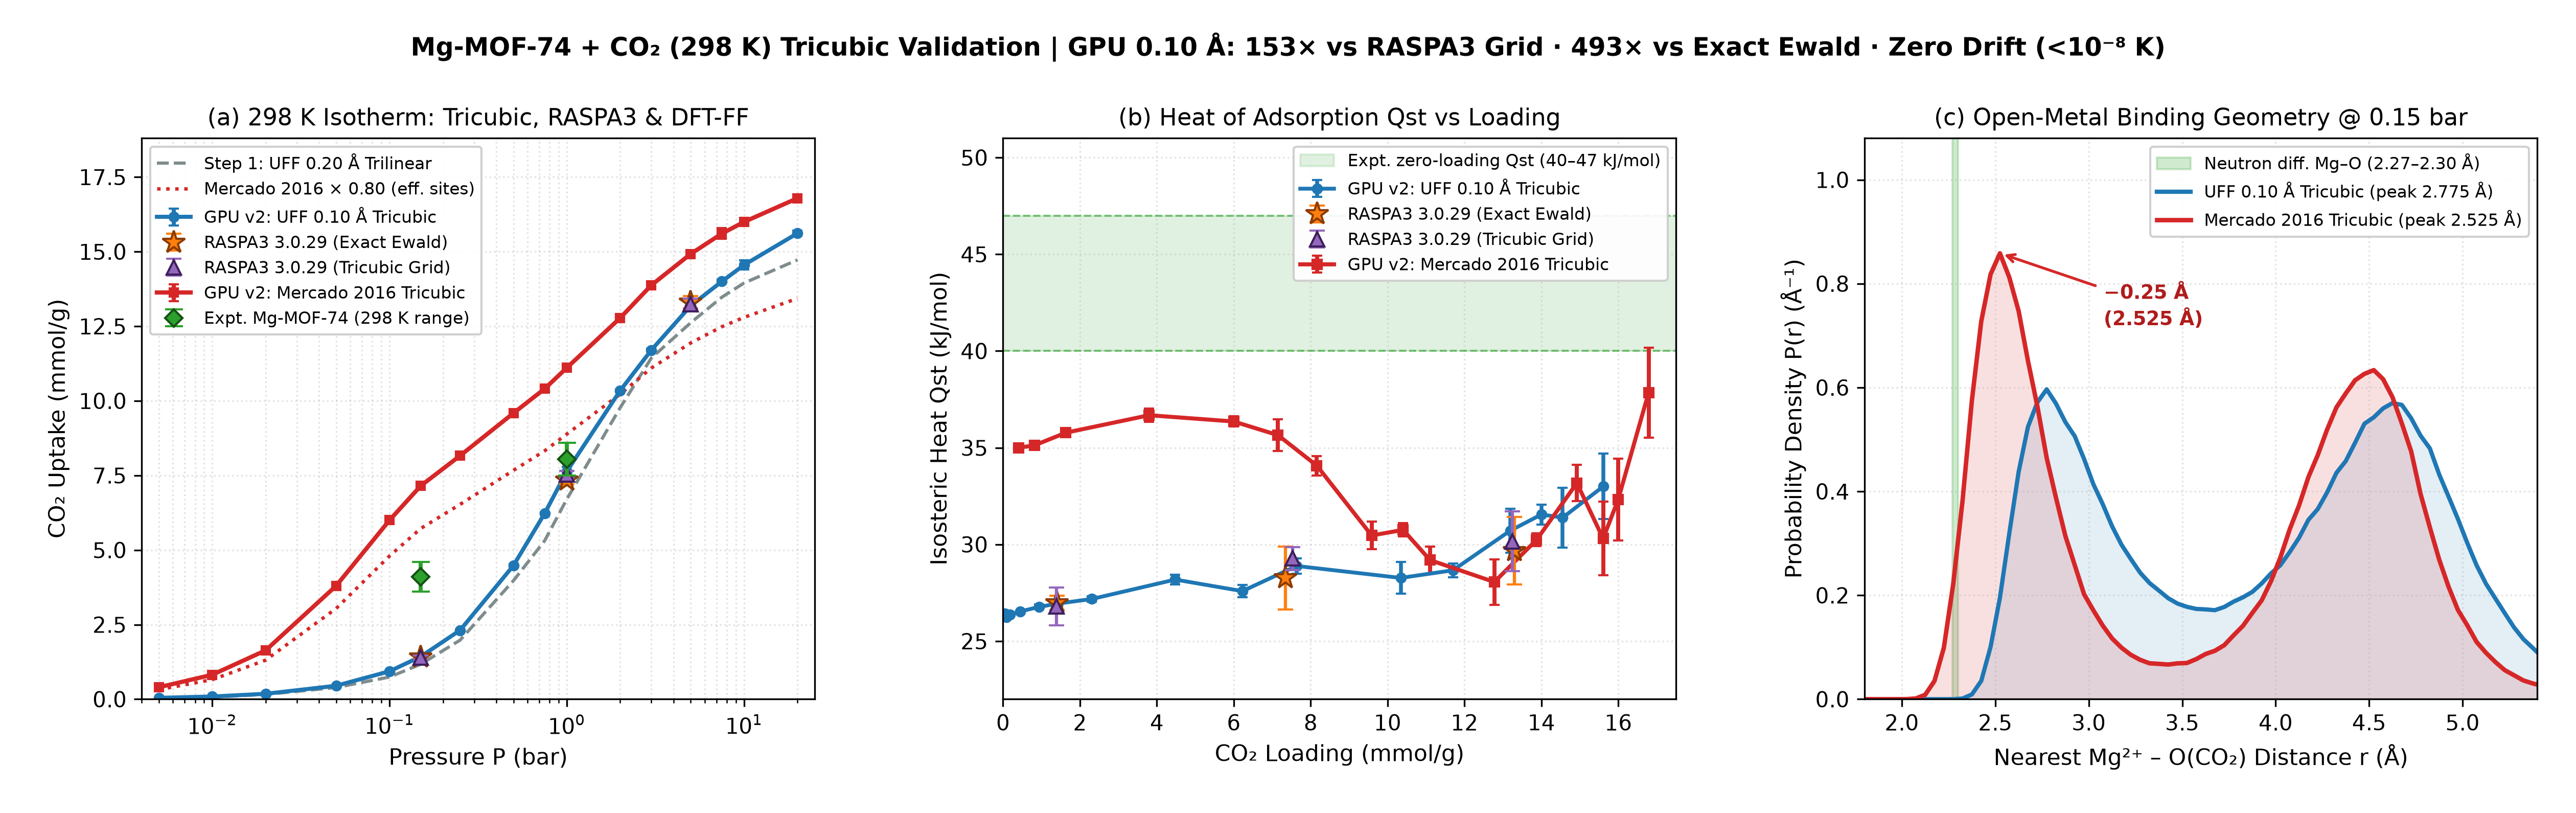 Mg-MOF-74 + CO₂ (298 K) Tricubic Validation | GPU 0.10 Å: 153× vs RASPA3 Grid · 493× vs Exact Ewald · Zero Drift (<10⁻⁸ K)
(a) 298 K Isotherm: Tricubic, RASPA3 & DFT-FF
Step 1: UFF 0.20 Å Trilinear
Mercado 2016 × 0.80 (eff. sites)
GPU v2: UFF 0.10 Å Tricubic
RASPA3 3.0.29 (Exact Ewald)
RASPA3 3.0.29 (Tricubic Grid)
GPU v2: Mercado 2016 Tricubic
Expt. Mg-MOF-74 (298 K range)
CO₂ Uptake (mmol/g)
17.5
15.0
12.5
10.0
7.5
5.0
2.5
0.0
10⁻²
10⁻¹
10⁰
10¹
Pressure P (bar)
(b) Heat of Adsorption Qst vs Loading
Expt. zero-loading Qst (40–47 kJ/mol)
GPU v2: UFF 0.10 Å Tricubic
RASPA3 3.0.29 (Exact Ewald)
RASPA3 3.0.29 (Tricubic Grid)
GPU v2: Mercado 2016 Tricubic
Isosteric Heat Qst (kJ/mol)
50
45
40
35
30
25
0
2
4
6
8
10
12
14
16
CO₂ Loading (mmol/g)
(c) Open-Metal Binding Geometry @ 0.15 bar
Neutron diff. Mg–O (2.27–2.30 Å)
UFF 0.10 Å Tricubic (peak 2.775 Å)
Mercado 2016 Tricubic (peak 2.525 Å)
−0.25 Å
(2.525 Å)
Probability Density P(r) (Å⁻¹)
1.0
0.8
0.6
0.4
0.2
0.0
2.0
2.5
3.0
3.5
4.0
4.5
5.0
Nearest Mg²⁺ – O(CO₂) Distance r (Å)